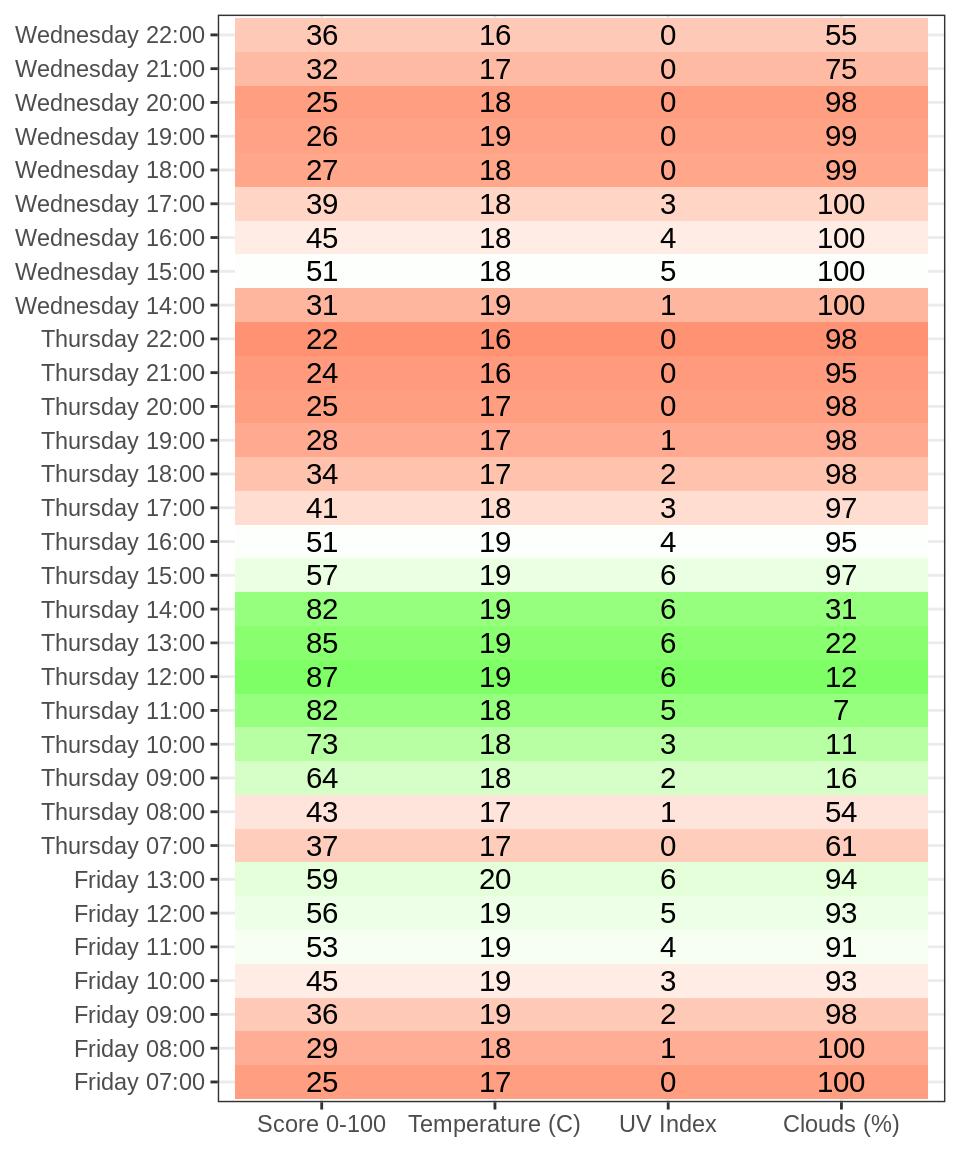 Wednesday 22:00 36 16 0 55
Wednesday 21:00 32 17 0 75
Wednesday 20:00 25 18 0 98
Wednesday 19:00 26 19 0 99
Wednesday 18:00 27 18 0 99
Wednesday 17:00 39 18 3 100
Wednesday 16:00 45 18 4 100
Wednesday 15:00 51 18 5 100
Wednesday 14:00 31 19 1 100
Thursday 22:00 22 16 0 98
Thursday 21:00 24 16 0 95
Thursday 20:00 25 17 0 98
Thursday 19:00 28 17 1 98
Thursday 18:00 34 17 2 98
Thursday 17:00 41 18 3 97
Thursday 16:00 51 19 4 95
Thursday 15:00 57 19 6 97
Thursday 14:00 82 19 6 31
Thursday 13:00 85 19 6 22
Thursday 12:00 87 19 6 12
Thursday 11:00 82 18 5 7
Thursday 10:00 73 18 3 11
Thursday 09:00 64 18 2 16
Thursday 08:00 43 17 1 54
Thursday 07:00 37 17 0 61
Friday 13:00 59 20 6 94
Friday 12:00 56 19 5 93
Friday 11:00 53 19 4 91
Friday 10:00 45 19 3 93
Friday 09:00 36 19 2 98
Friday 08:00 29 18 1 100
Friday 07:00 25 17 0 100
Score 0-100 Temperature (C) UV Index Clouds (%)